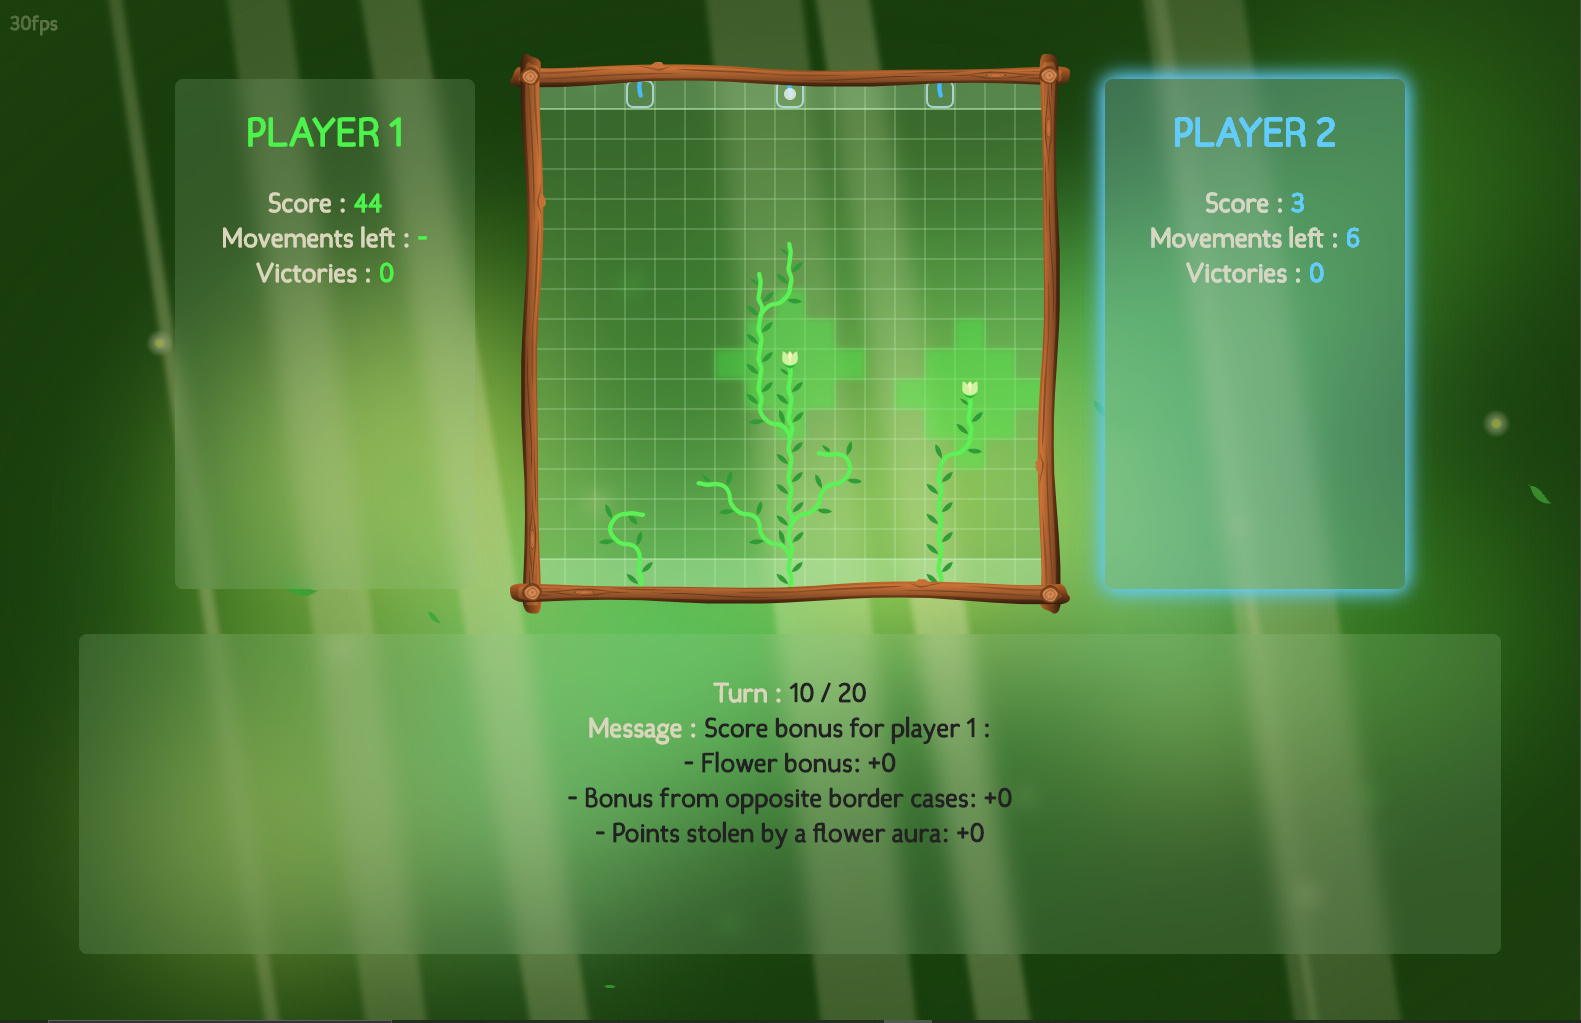 30fps
PLAYER 1
Score : 44
Movements left : -
Victories : 0
PLAYER 2
Score : 3
Movements left : 6
Victories : 0
Turn : 10 / 20
Message : Score bonus for player 1 :
- Flower bonus: +0
- Bonus from opposite border cases: +0
- Points stolen by a flower aura: +0